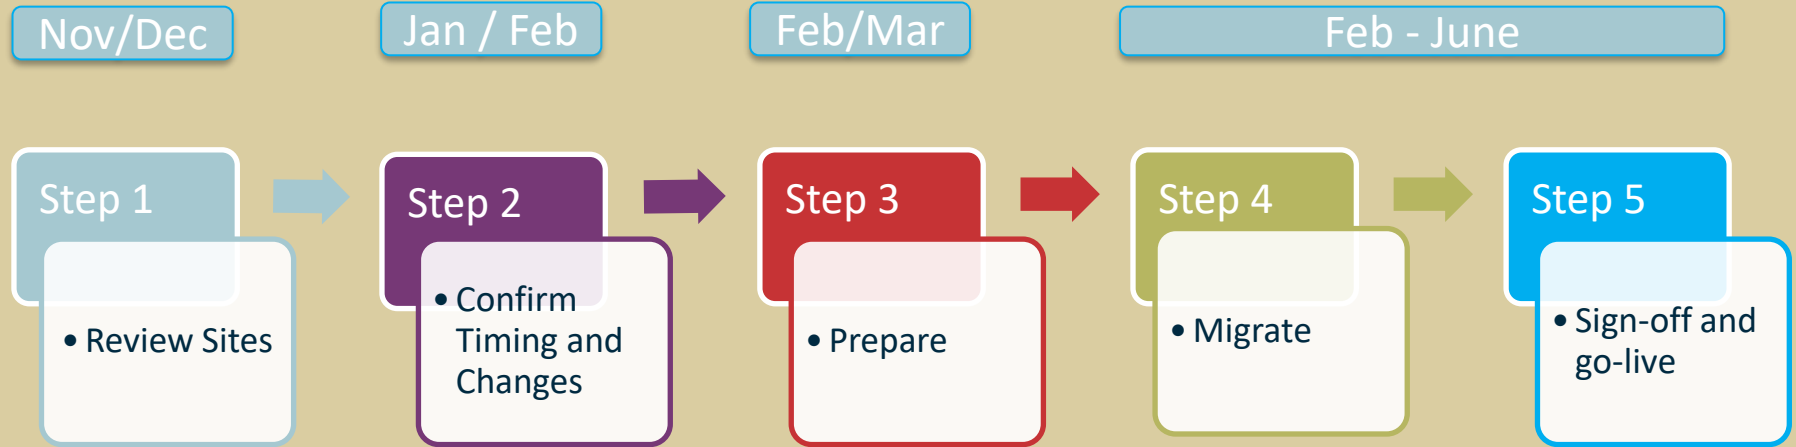 Nov/Dec
Jan / Feb
Feb/Mar
Feb - June
Step 1
• Review Sites
Step 2
• Confirm
Timing and
Changes
Step 3
• Prepare
Step 4
• Migrate
Step 5
• Sign-off and
go-live